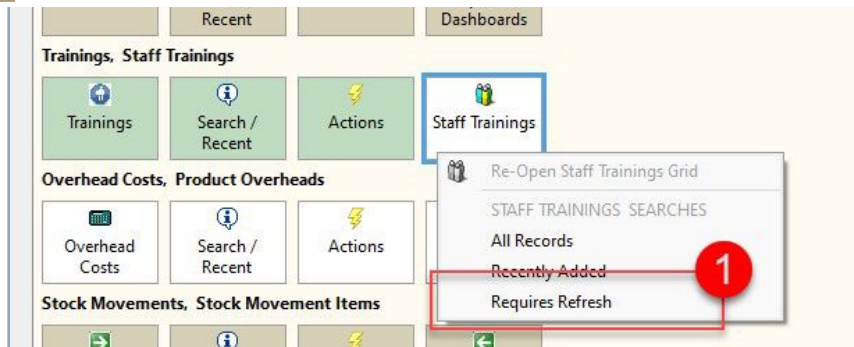 Recent
Dashboards
Trainings, Staff Trainings
Trainings
Search /
Recent
Actions
Staff Trainings
Re-Open Staff Trainings Grid
Overhead Costs, Product Overheads
STAFF TRAININGS SEARCHES
All Records
Overhead
Costs
Search /
Recent
Actions
Recently Added
1
Requires Refresh
Stock Movements, Stock Movement Items